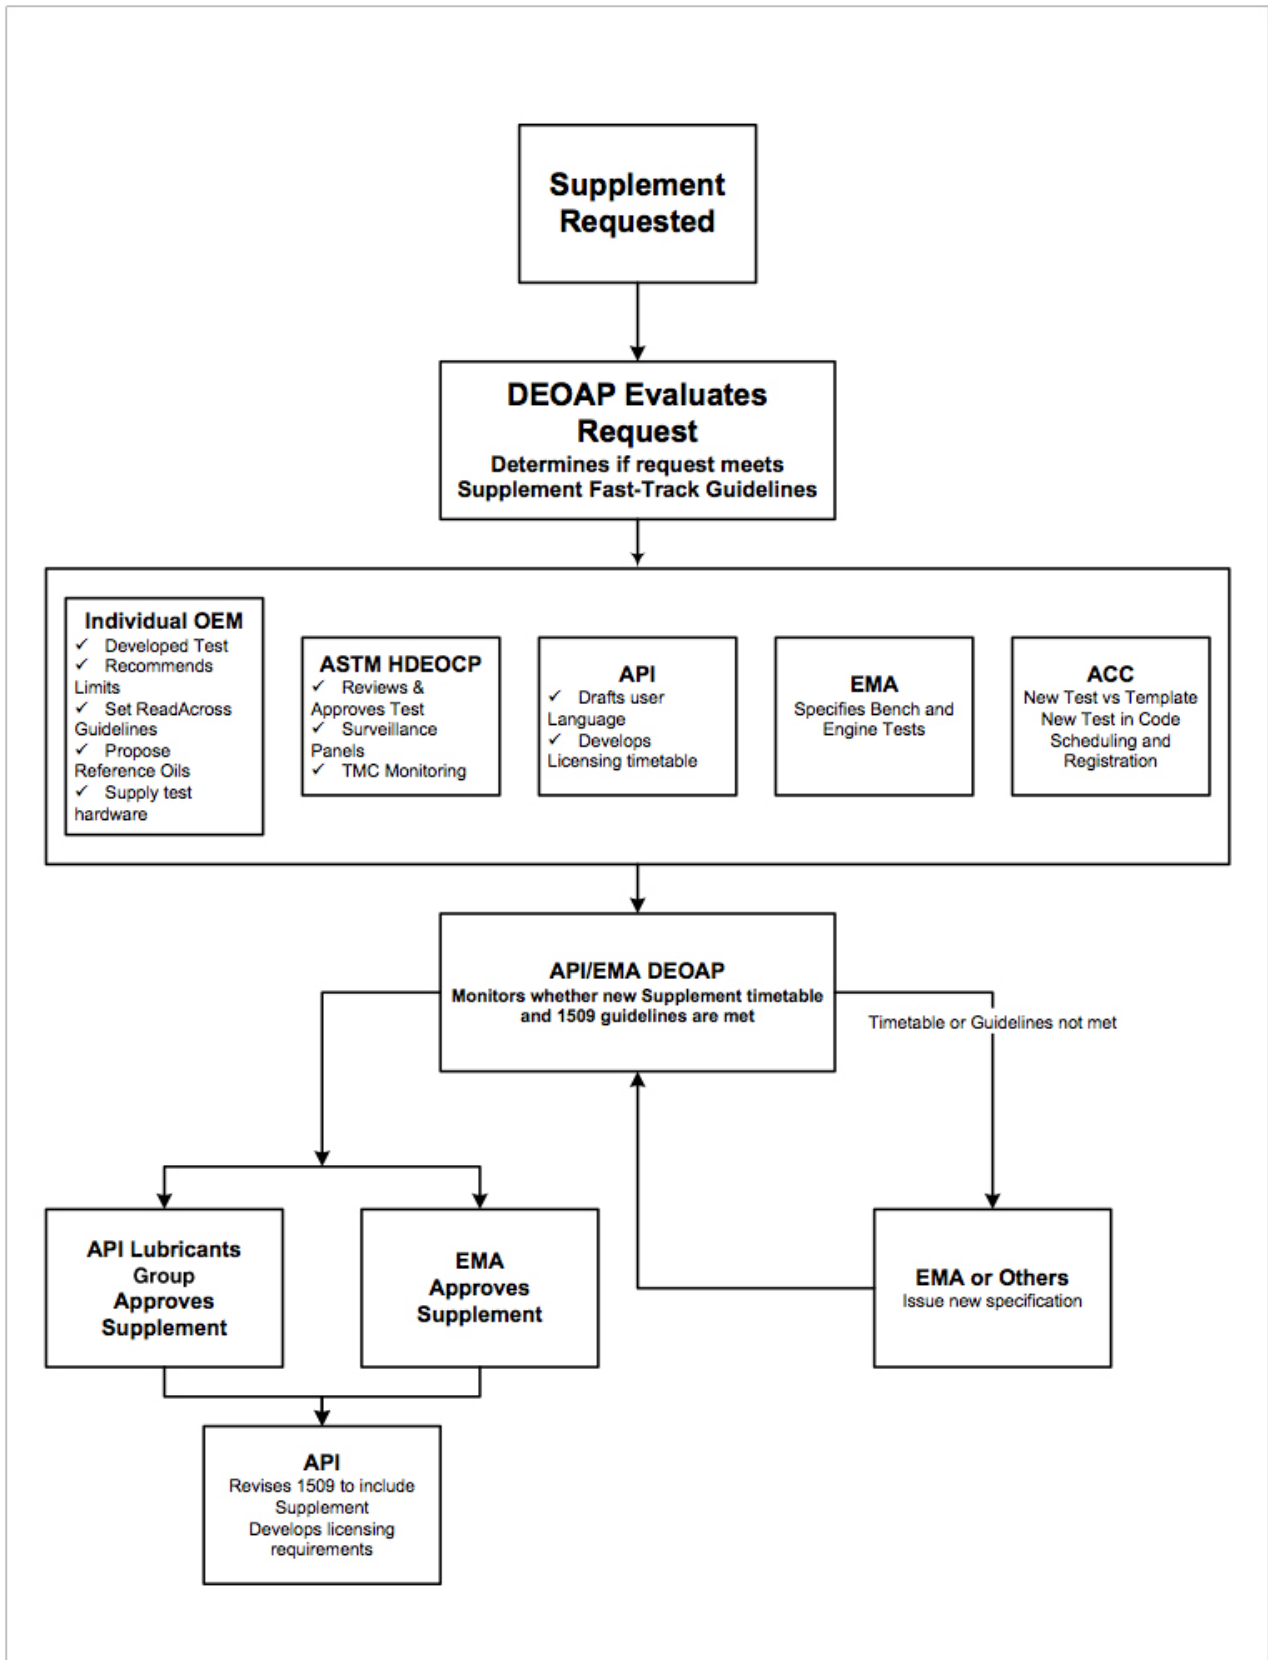 Supplement
Requested
DEOAP Evaluates
Request
Determines if request meets
Supplement Fast-Track Guidelines
Individual OEM
✓ Developed Test
✓ Recommends
Limits
✓ Set ReadAcross
Guidelines
✓ Propose
Reference Oils
✓ Supply test
hardware
ASTM HDEOCP
✓ Reviews &
Approves Test
✓ Surveillance
Panels
✓ TMC Monitoring
API
✓ Drafts user
Language
✓ Develops
Licensing timetable
EMA
Specifies Bench and
Engine Tests
ACC
New Test vs Template
New Test in Code
Scheduling and
Registration
API/EMA DEOAP
Monitors whether new Supplement timetable
and 1509 guidelines are met
Timetable or Guidelines not met
API Lubricants
Group
Approves
Supplement
EMA
Approves
Supplement
EMA or Others
Issue new specification
API
Revises 1509 to include
Supplement
Develops licensing
requirements